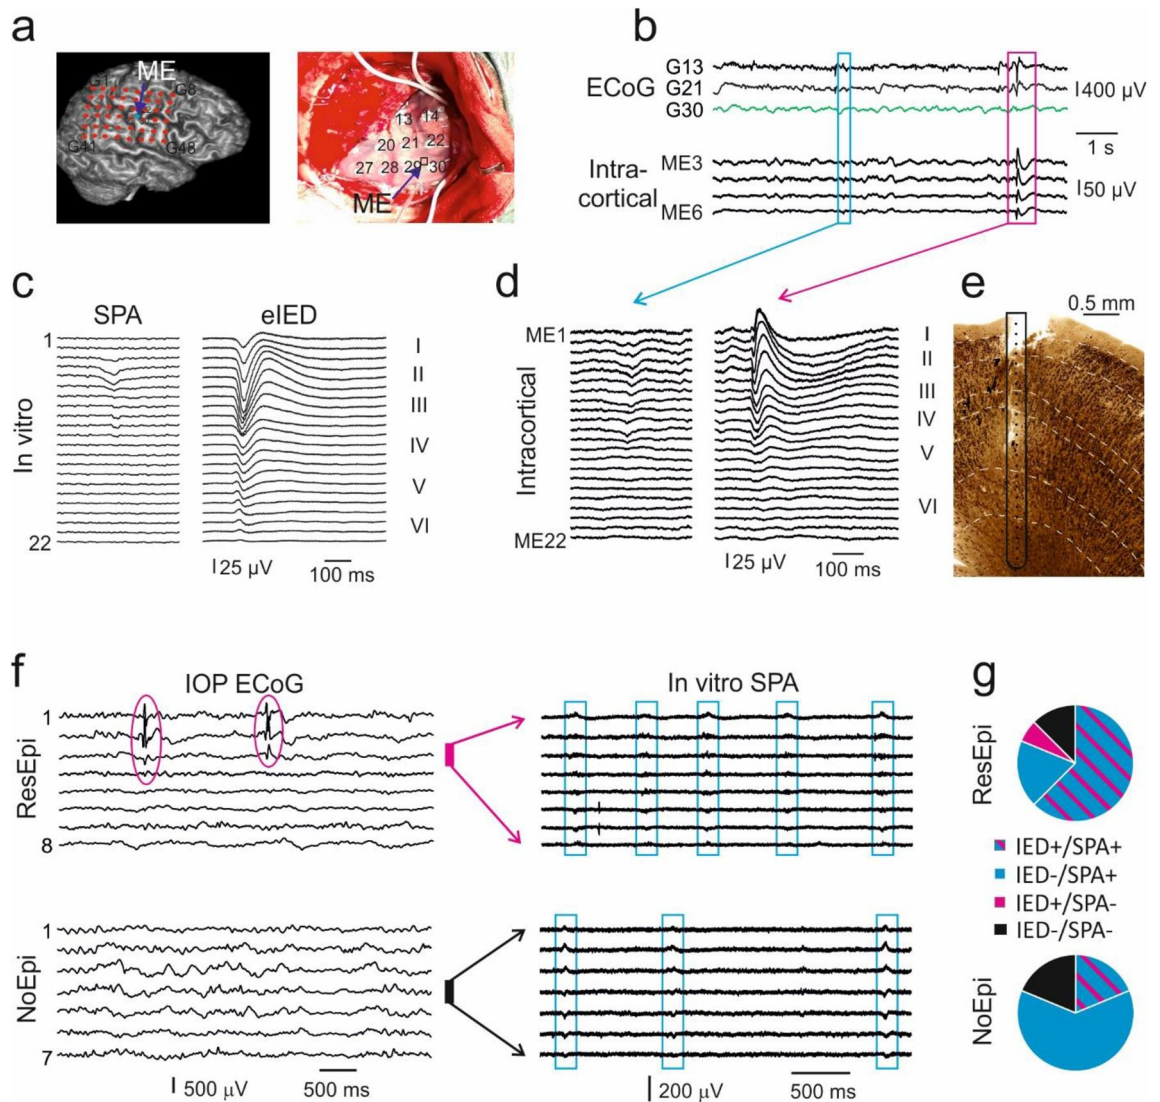 a
ME
G1
G8
G41
G48
13 14
20 21 22
27 28 29 30
ME
b
ECoG
G13
G21
G30
400 µV
1 s
Intra-
cortical
ME3
ME6
50 µV
c
SPA
eIED
In vitro
1
22
I
II
III
IV
V
VI
25 µV
100 ms
d
Intracortical
ME1
ME22
I
II
III
IV
V
VI
25 µV
100 ms
e
0.5 mm
f
IOP ECoG
In vitro SPA
ResEpi
1
8
NoEpi
1
7
500 µV
500 ms
200 µV
500 ms
g
ResEpi
IED+/SPA+
IED-/SPA+
IED+/SPA-
IED-/SPA-
NoEpi